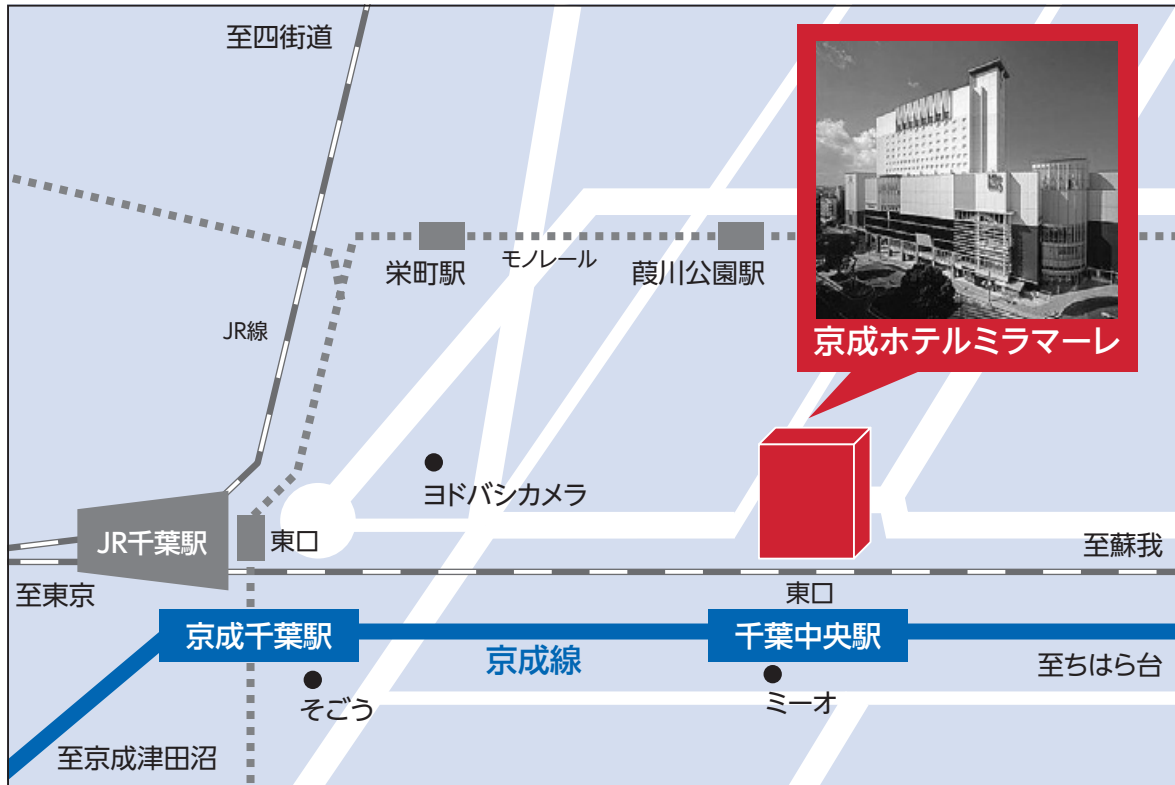 至四街道
栄町駅
モノレール
葭川公園駅
京成ホテルミラマーレ
JR線
ヨドバシカメラ
JR千葉駅
東口
至蘇我
至東京
東口
京成千葉駅
千葉中央駅
京成線
至ちはら台
そごう
ミーオ
至京成津田沼